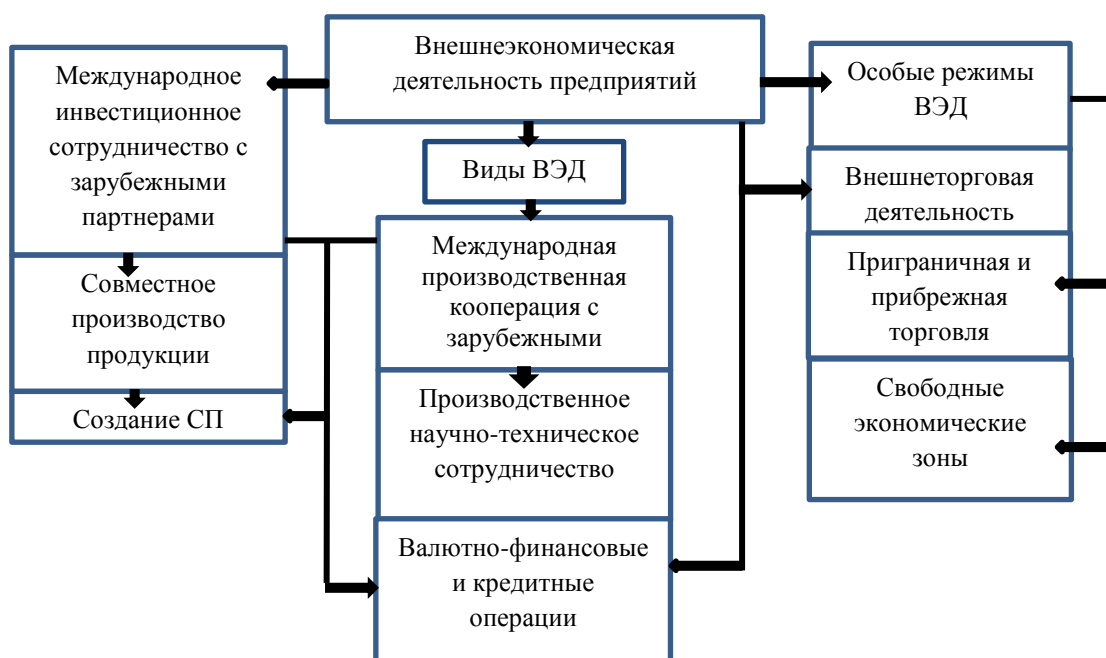 Внешнеэкономическая
деятельность предприятий
Международное
инвестиционное
сотрудничество с
зарубежными
партнерами
Совместное
производство
продукции
Создание СП
Виды ВЭД
Международная
производственная
кооперация с
зарубежными
Производственное
научно-техническое
сотрудничество
Валютно-финансовые
и кредитные
операции
Особые режимы
ВЭД
Внешнеторговая
деятельность
Приграничная и
прибрежная
торговля
Свободные
экономические
зоны